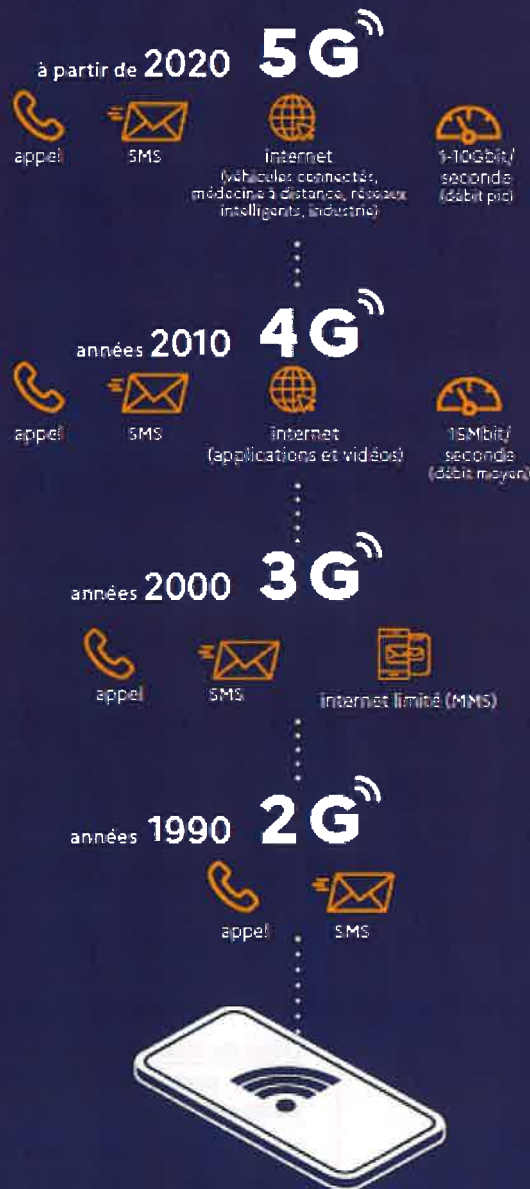 à partir de 2020 5G
appel
SMS
internet
(véhicules connectés,
médecine à distance, réseaux
intelligents, industrie)
1-10Gbit/
seconde
(débit pic)
années 2010 4G
appel
SMS
internet
(applications et vidéos)
15Mbit/
seconde
(débit moyen)
années 2000 3G
appel
SMS
internet limité (MMS)
années 1990 2G
appel
SMS